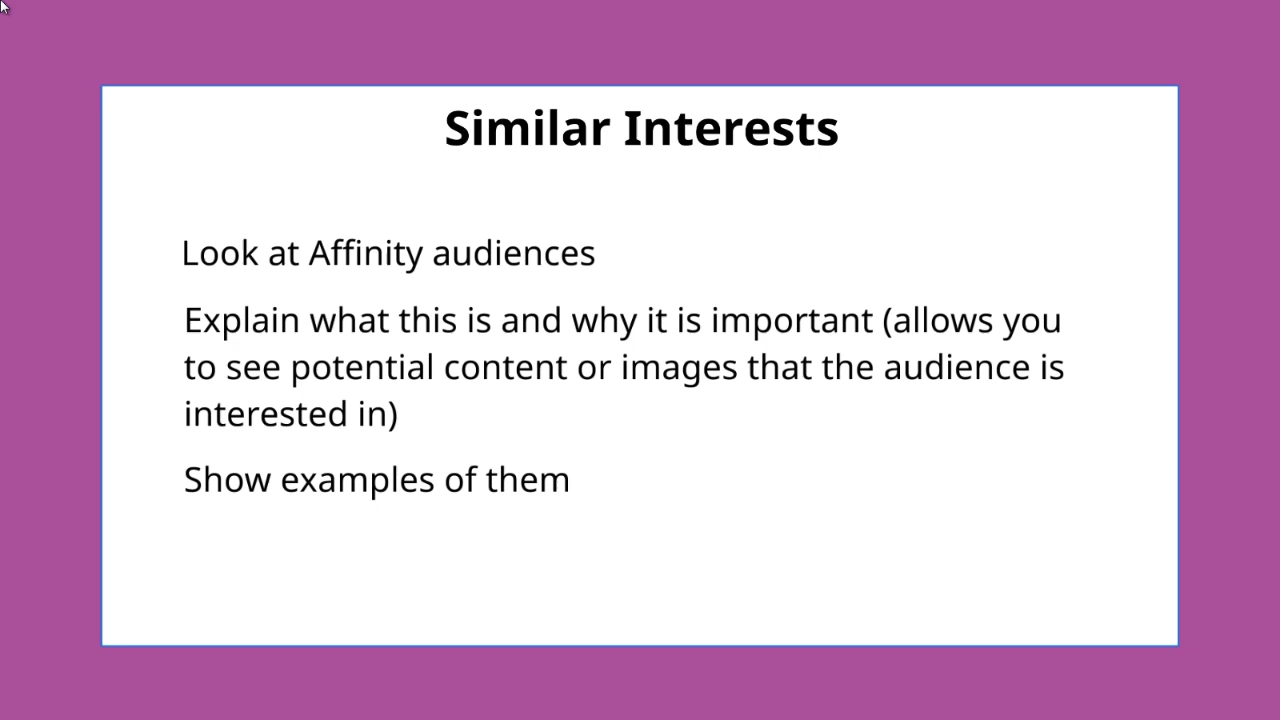 Similar Interests
Look at Affinity audiences
Explain what this is and why it is important (allows you
to see potential content or images that the audience is
interested in)
Show examples of them